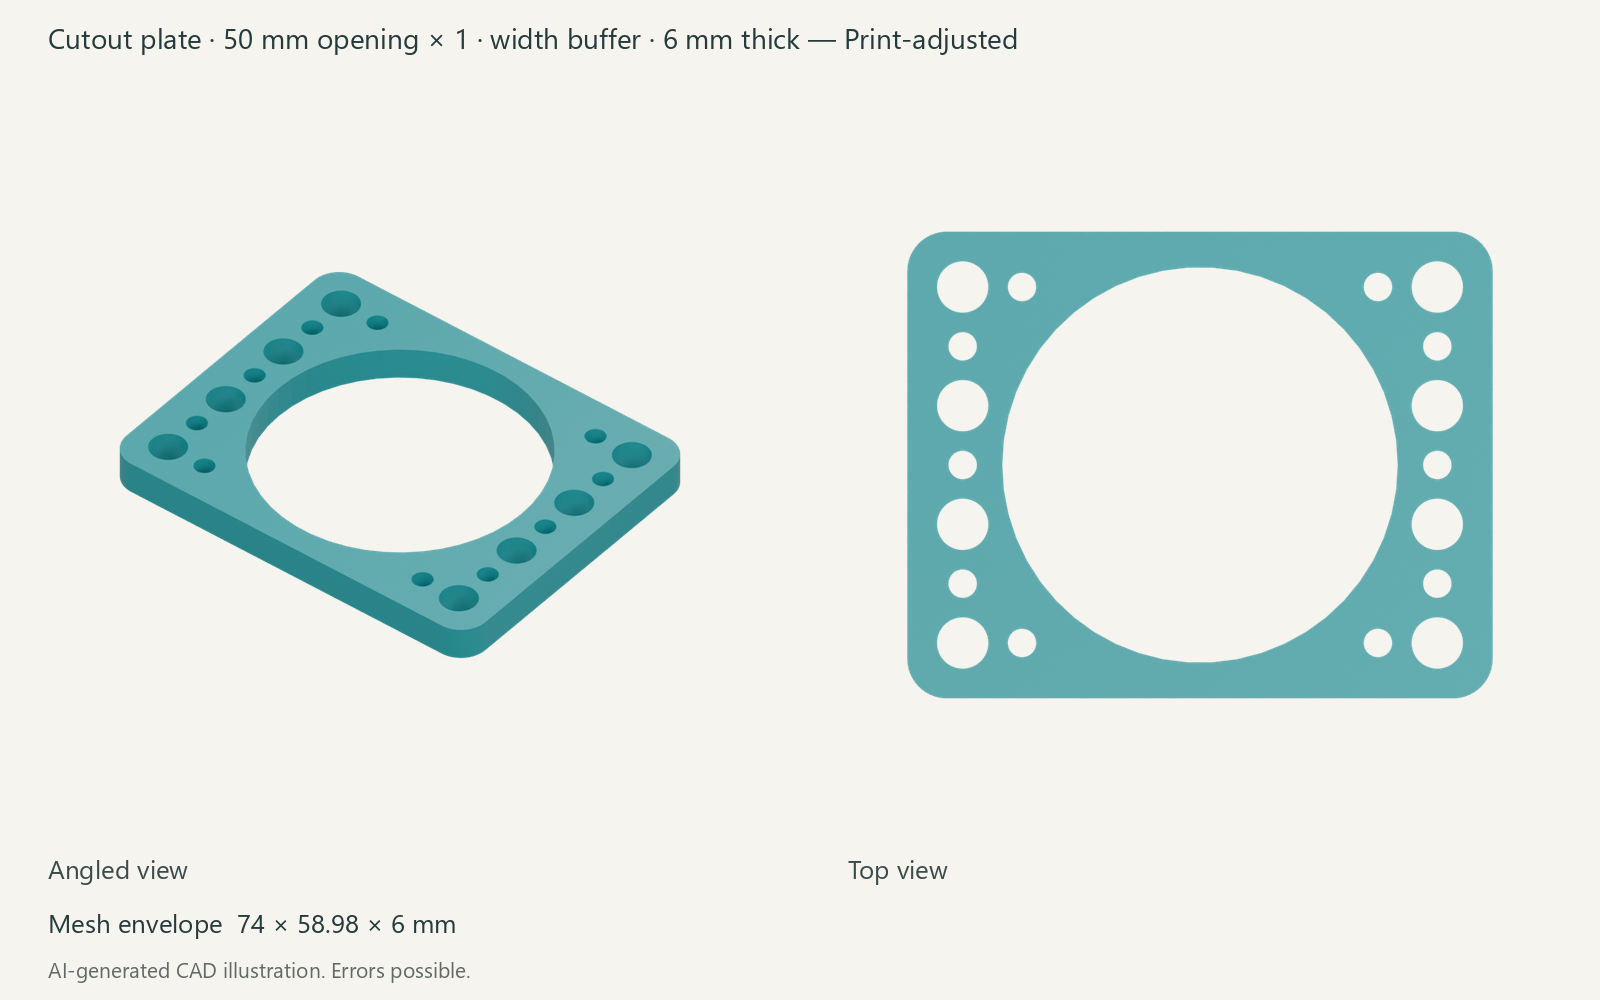 Cutout plate · 50 mm opening × 1 · width buffer · 6 mm thick — Print-adjusted
Angled view
Top view
Mesh envelope 74 × 58.98 × 6 mm
AI-generated CAD illustration. Errors possible.